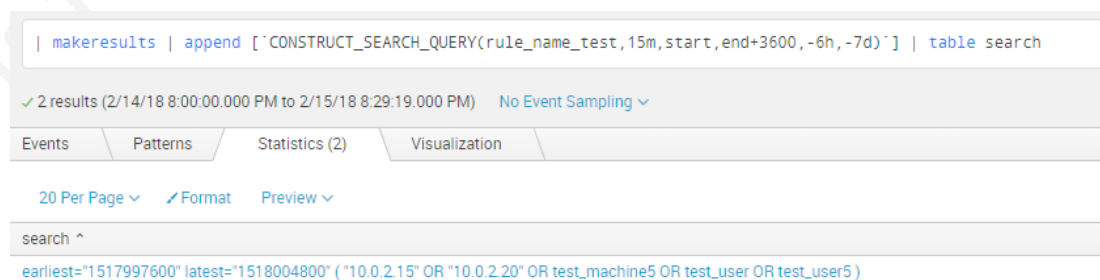 | makeresults | append [`CONSTRUCT_SEARCH_QUERY(rule_name_test,15m,start,end+3600,-6h,-7d)`] | table search
✓ 2 results (2/14/18 8:00:00.000 PM to 2/15/18 8:29:19.000 PM) No Event Sampling
Events Patterns Statistics (2) Visualization
20 Per Page Format Preview
search
earliest="1517997600" latest="1518004800" ( "10.0.2.15" OR "10.0.2.20" OR test_machine5 OR test_user OR test_user5 )